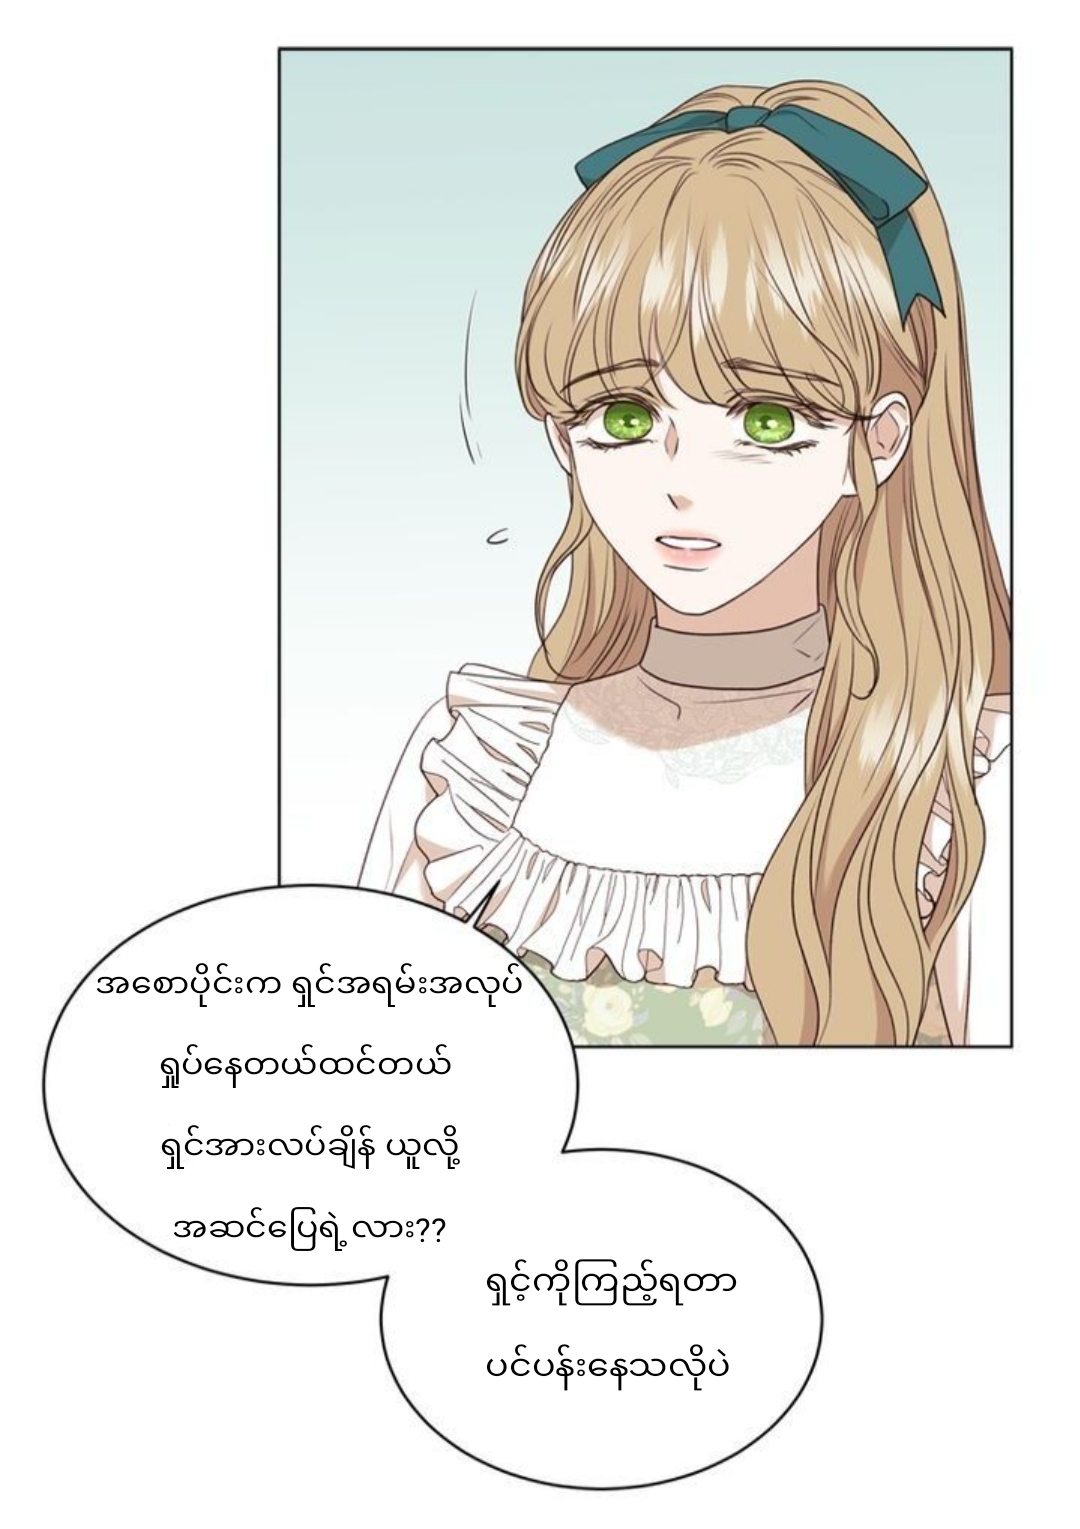 အစောပိုင်းက ရှင်အရမ်းအလုပ်
ရှုပ်နေတယ်ထင်တယ်
ရှင်အားလပ်ချိန် ယူလို့
အဆင်ပြေရဲ့လား??
ရှင့်ကိုကြည့်ရတာ
ပင်ပန်းနေသလိုပဲ